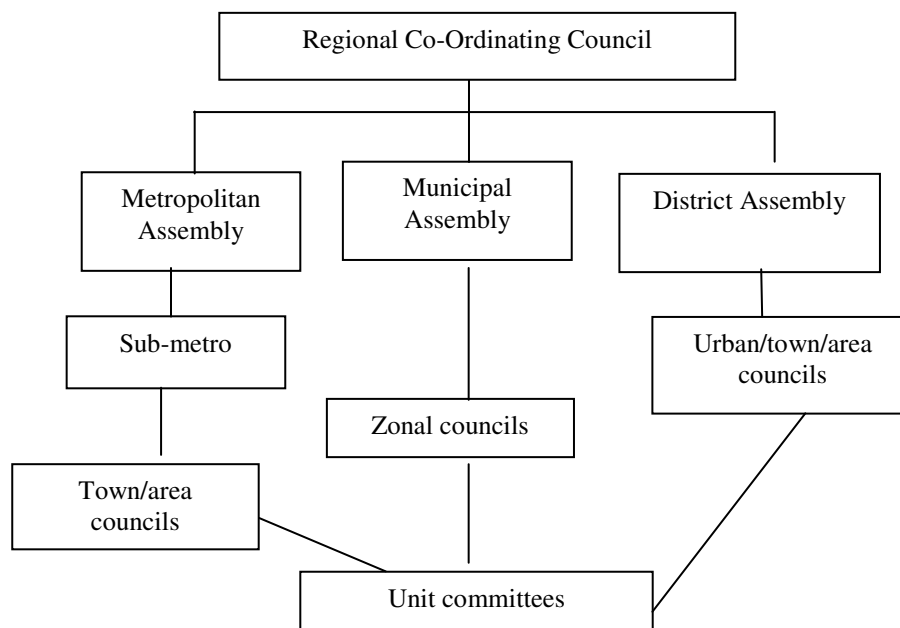 Regional Co-Ordinating Council
Metropolitan
Assembly
Municipal
Assembly
District Assembly
Sub-metro
Urban/town/area
councils
Zonal councils
Town/area
councils
Unit committees